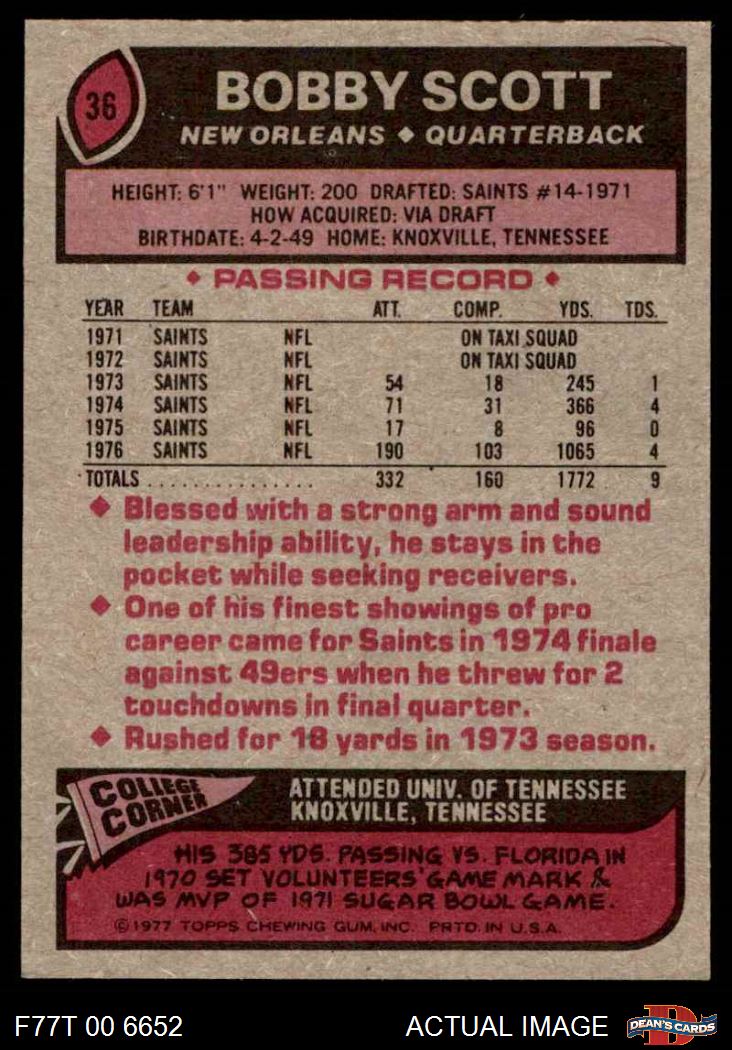 36
BOBBY SCOTT
NEW ORLEANS ◆ QUARTERBACK
HEIGHT: 6'1" WEIGHT: 200 DRAFTED: SAINTS #14-1971
HOW ACQUIRED: VIA DRAFT
BIRTHDATE: 4-2-49 HOME: KNOXVILLE, TENNESSEE
◆ PASSING RECORD ◆
YEAR TEAM ATT. COMP. YDS. TDS.
1971 SAINTS NFL ON TAXI SQUAD
1972 SAINTS NFL ON TAXI SQUAD
1973 SAINTS NFL 54 18 245 1
1974 SAINTS NFL 71 31 366 4
1975 SAINTS NFL 17 8 96 0
1976 SAINTS NFL 190 103 1065 4
TOTALS ................ 332 160 1772 9
◆ Blessed with a strong arm and sound
leadership ability, he stays in the
pocket while seeking receivers.
◆ One of his finest showings of pro
career came for Saints in 1974 finale
against 49ers when he threw for 2
touchdowns in final quarter.
◆ Rushed for 18 yards in 1973 season.
COLLEGE
CORNER
ATTENDED UNIV. OF TENNESSEE
KNOXVILLE, TENNESSEE
HIS 385 YDS. PASSING VS. FLORIDA IN
1970 SET VOLUNTEERS' GAME MARK &
WAS MVP OF 1971 SUGAR BOWL GAME.
©1977 TOPPS CHEWING GUM, INC. PRTD. IN U.S.A.
F77T 00 6652 ACTUAL IMAGE
DEAN'S CARDS